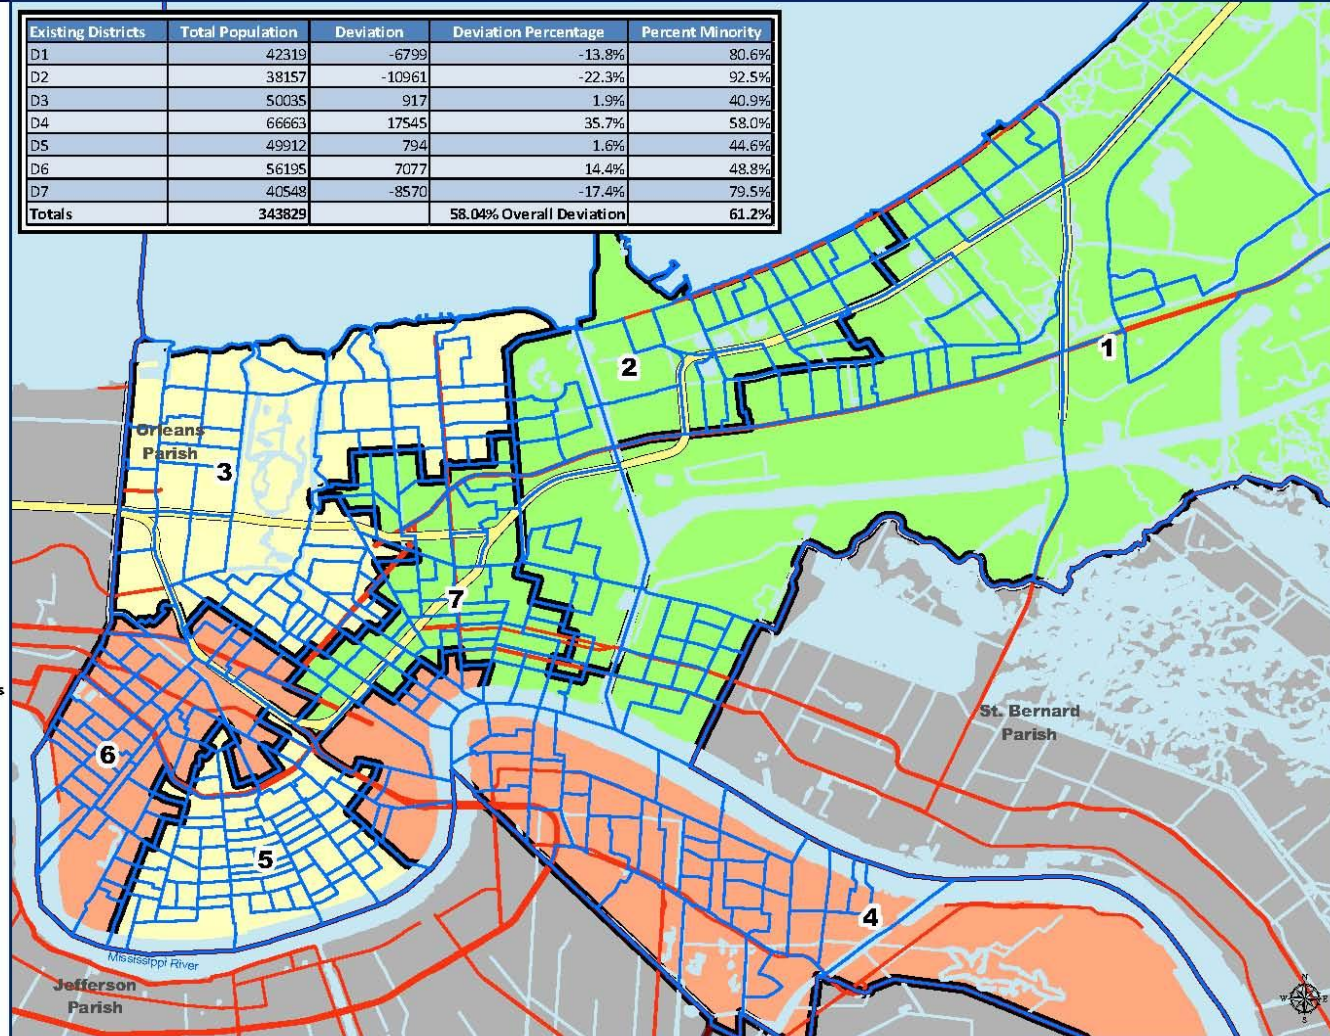 Existing Districts Total Population Deviation Deviation Percentage Percent Minority
D1 42319 -6799 -13.8% 80.6%
D2 38157 -10961 -22.3% 92.5%
D3 50035 917 1.9% 40.9%
D4 66663 17545 35.7% 58.0%
D5 49912 794 1.6% 44.6%
D6 56195 7077 14.4% 48.8%
D7 40548 -8570 -17.4% 79.5%
Totals 343829 58.04% Overall Deviation 61.2%
1
2
Orleans
Parish
3
7
s
St. Bernard
Parish
6
5
4
Mississippi River
Jefferson
Parish
N
W E
S